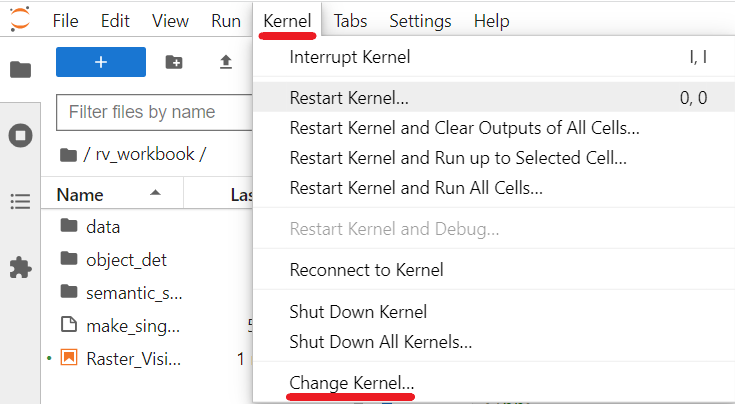 File Edit View Run Kernel Tabs Settings Help
+
Filter files by name
/ rv_workbook /
Name Las
data
object_det
semantic_s...
make_sing... 5
Raster_Visi... 1
Interrupt Kernel I, I
Restart Kernel... 0, 0
Restart Kernel and Clear Outputs of All Cells...
Restart Kernel and Run up to Selected Cell...
Restart Kernel and Run All Cells...
Restart Kernel and Debug...
Reconnect to Kernel
Shut Down Kernel
Shut Down All Kernels...
Change Kernel...